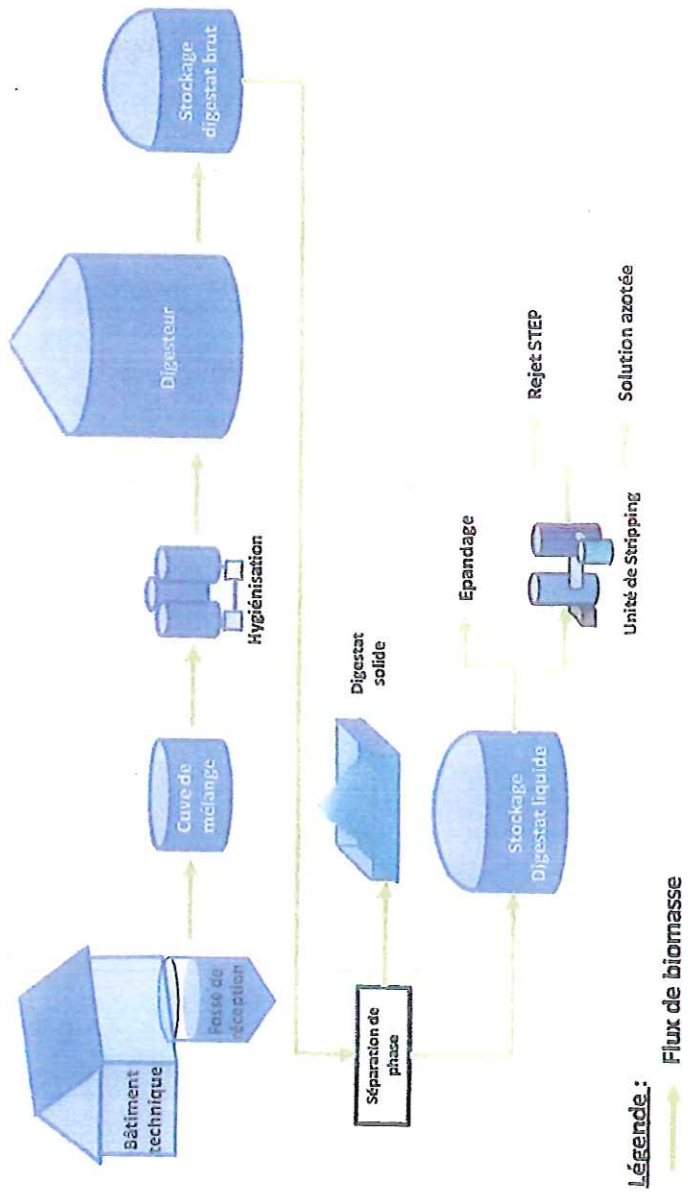 Bâtiment
technique
Fosse de
réception
Cuve de
mélange
Hygiénisation
Digesteur
Stockage
digestat brut
Séparation de
phase
Digestat
solide
Stockage
Digestat liquide
Epandage
Unité de Stripping
Rejet STEP
Solution azotée
Légende :
Flux de biomasse